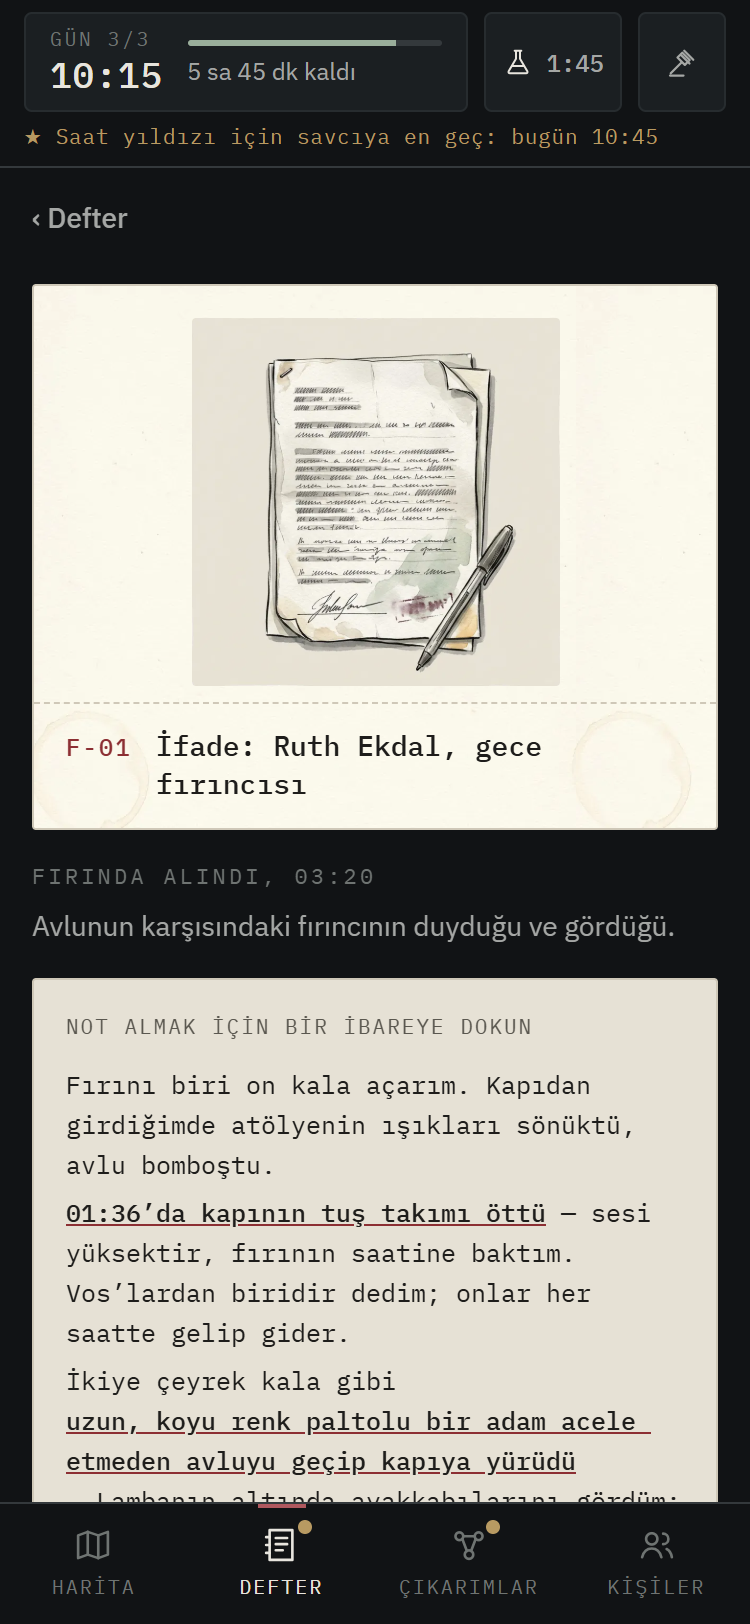 GÜN 3/3
10:15
5 sa 45 dk kaldı
1:45
★ Saat yıldızı için savcıya en geç: bugün 10:45
‹ Defter
F-01 İfade: Ruth Ekdal, gece
fırıncısı
FIRINDA ALINDI, 03:20
Avlunun karşısındaki fırıncının duyduğu ve gördüğü.
NOT ALMAK İÇİN BİR İBAREYE DOKUN
Fırını biri on kala açarım. Kapıdan
girdiğimde atölyenin ışıkları sönüktü,
avlu bomboştu.
01:36’da kapının tuş takımı öttü — sesi
yüksektir, fırının saatine baktım.
Vos’lardan biridir dedim; onlar her
saatte gelip gider.
İkiye çeyrek kala gibi
uzun, koyu renk paltolu bir adam acele
etmeden avluyu geçip kapıya yürüdü
Lambanın altında ayakkabılarını gördüm;
HARİTA
DEFTER
ÇIKARIMLAR
KİŞİLER